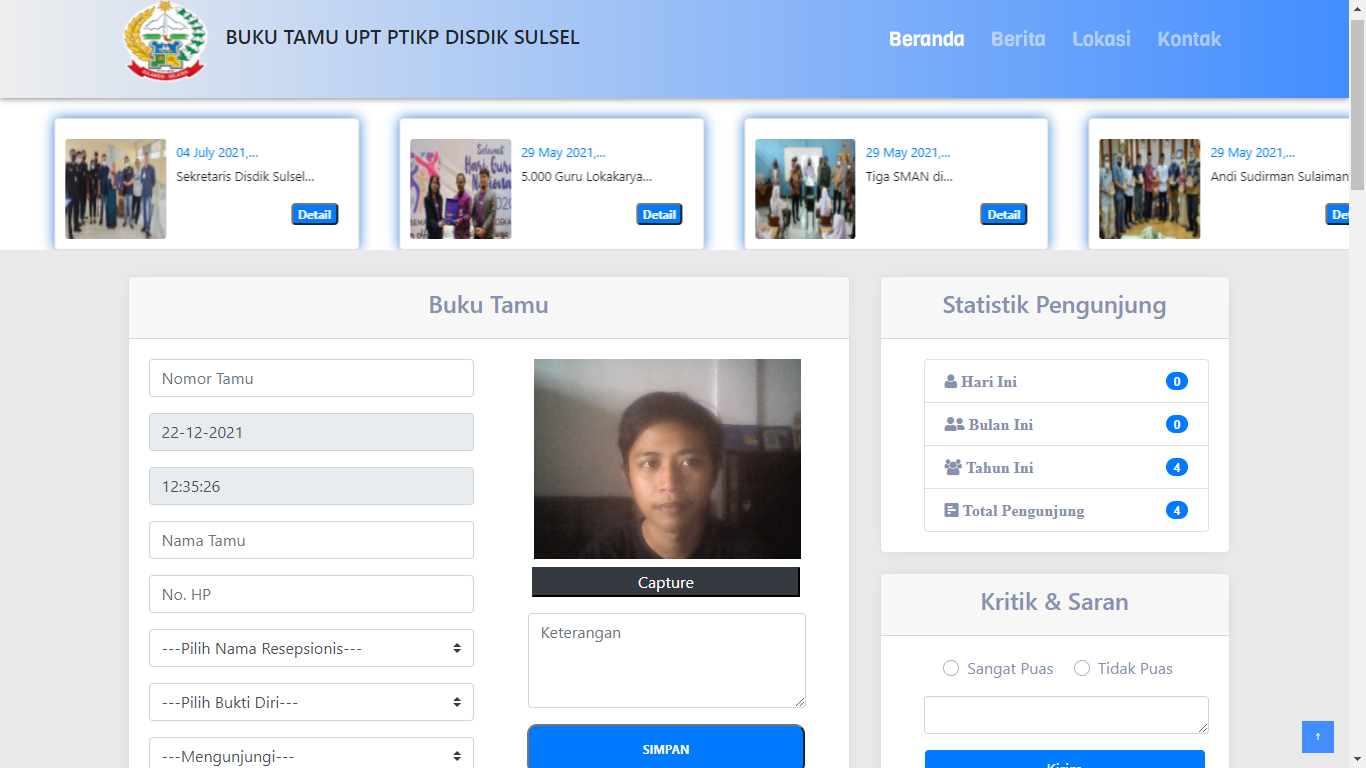 BUKU TAMU UPT PTIKP DISDIK SULSEL
Beranda Berita Lokasi Kontak
04 July 2021,...
Sekretaris Disdik Sulsel...
Detail
29 May 2021,...
5.000 Guru Lokakarya...
Detail
29 May 2021,...
Tiga SMAN di...
Detail
29 May 2021,...
Andi Sudirman Sulaiman
Buku Tamu
Nomor Tamu
22-12-2021
12:35:26
Nama Tamu
No. HP
---Pilih Nama Resepsionis---
---Pilih Bukti Diri---
---Mengunjungi---
Capture
Keterangan
SIMPAN
Statistik Pengunjung
Hari Ini 0
Bulan Ini 0
Tahun Ini 4
Total Pengunjung 4
Kritik & Saran
Sangat Puas Tidak Puas
Kirim
↑